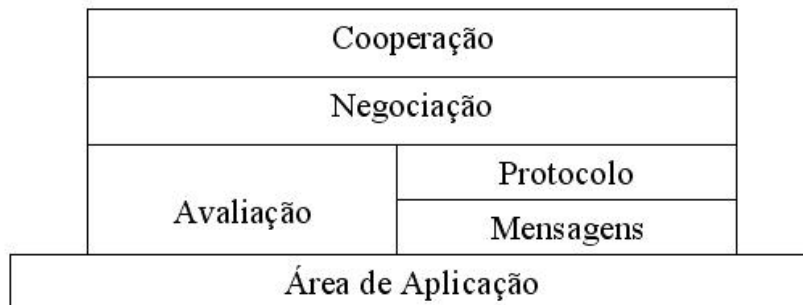 Cooperação
Negociação
Avaliação
Protocolo
Mensagens
Área de Aplicação